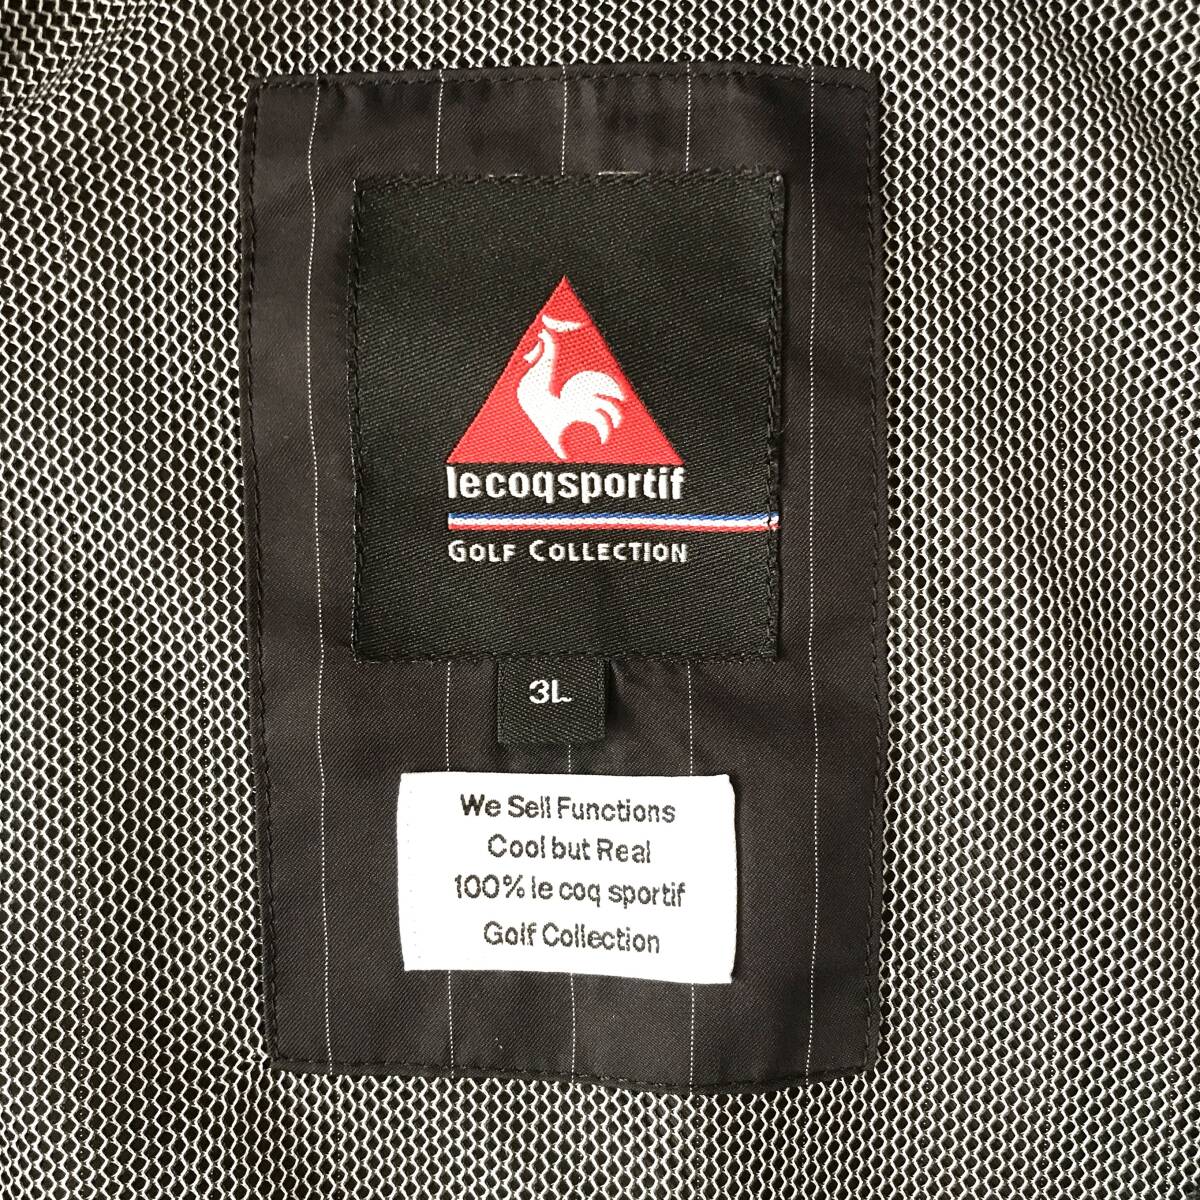 lecoqsportif
GOLF COLLECTION
3L
We Sell Functions
Cool but Real
100% le coq sportif
Golf Collection